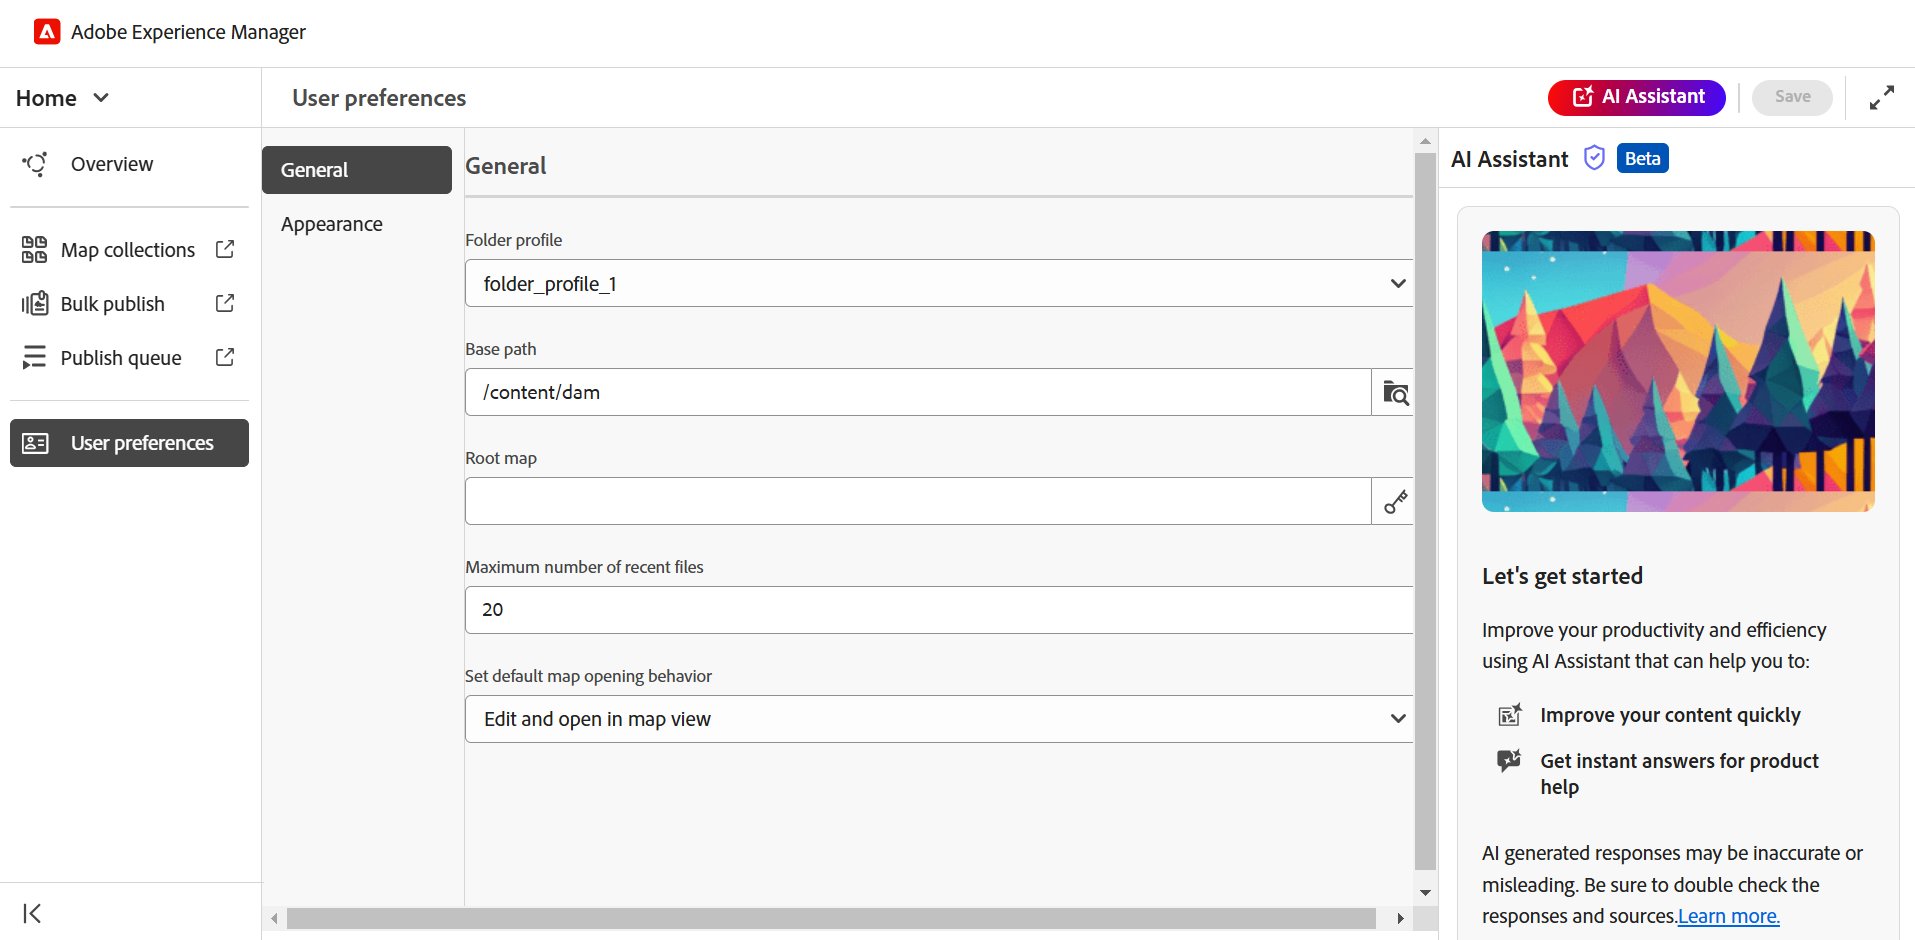 Adobe Experience Manager
Home
User preferences
AI Assistant
Save
Overview
Map collections
Bulk publish
Publish queue
User preferences
General
Appearance
General
Folder profile
folder_profile_1
Base path
/content/dam
Root map
Maximum number of recent files
20
Set default map opening behavior
Edit and open in map view
AI Assistant Beta
Let's get started
Improve your productivity and efficiency
using AI Assistant that can help you to:
Improve your content quickly
Get instant answers for product
help
AI generated responses may be inaccurate or
misleading. Be sure to double check the
responses and sources.Learn more.